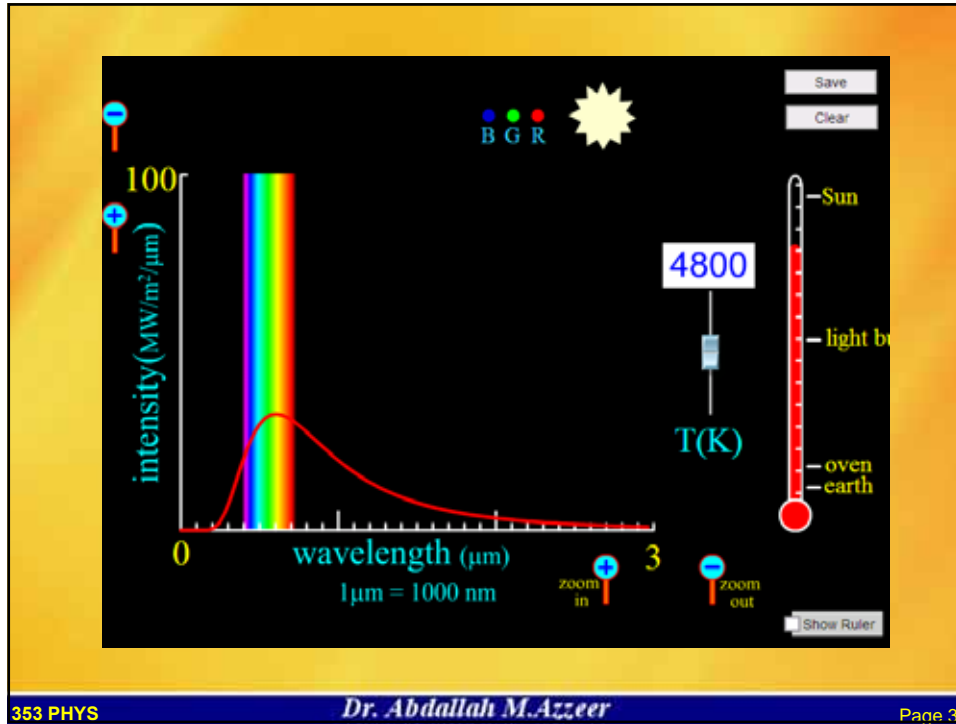 Save
Clear
B G R
100
Sun
4800
light bu
intensity(MW/m²/μm)
T(K)
oven
earth
0
wavelength (μm)
3
1μm = 1000 nm
zoom in
zoom out
Show Ruler
353 PHYS
Dr. Abdallah M.Azzeer
Page 3